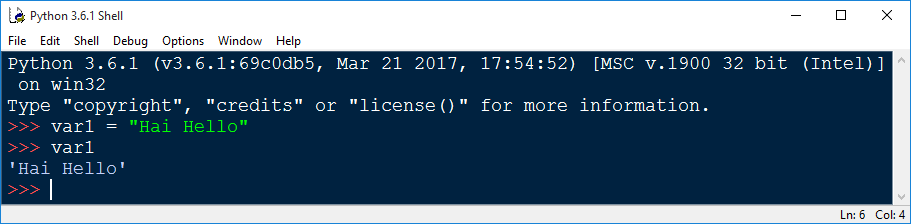 Python 3.6.1 Shell
File Edit Shell Debug Options Window Help
Python 3.6.1 (v3.6.1:69c0db5, Mar 21 2017, 17:54:52) [MSC v.1900 32 bit (Intel)]
 on win32
Type "copyright", "credits" or "license()" for more information.
>>> var1 = "Hai Hello"
>>> var1
'Hai Hello'
>>>
Ln: 6 Col: 4